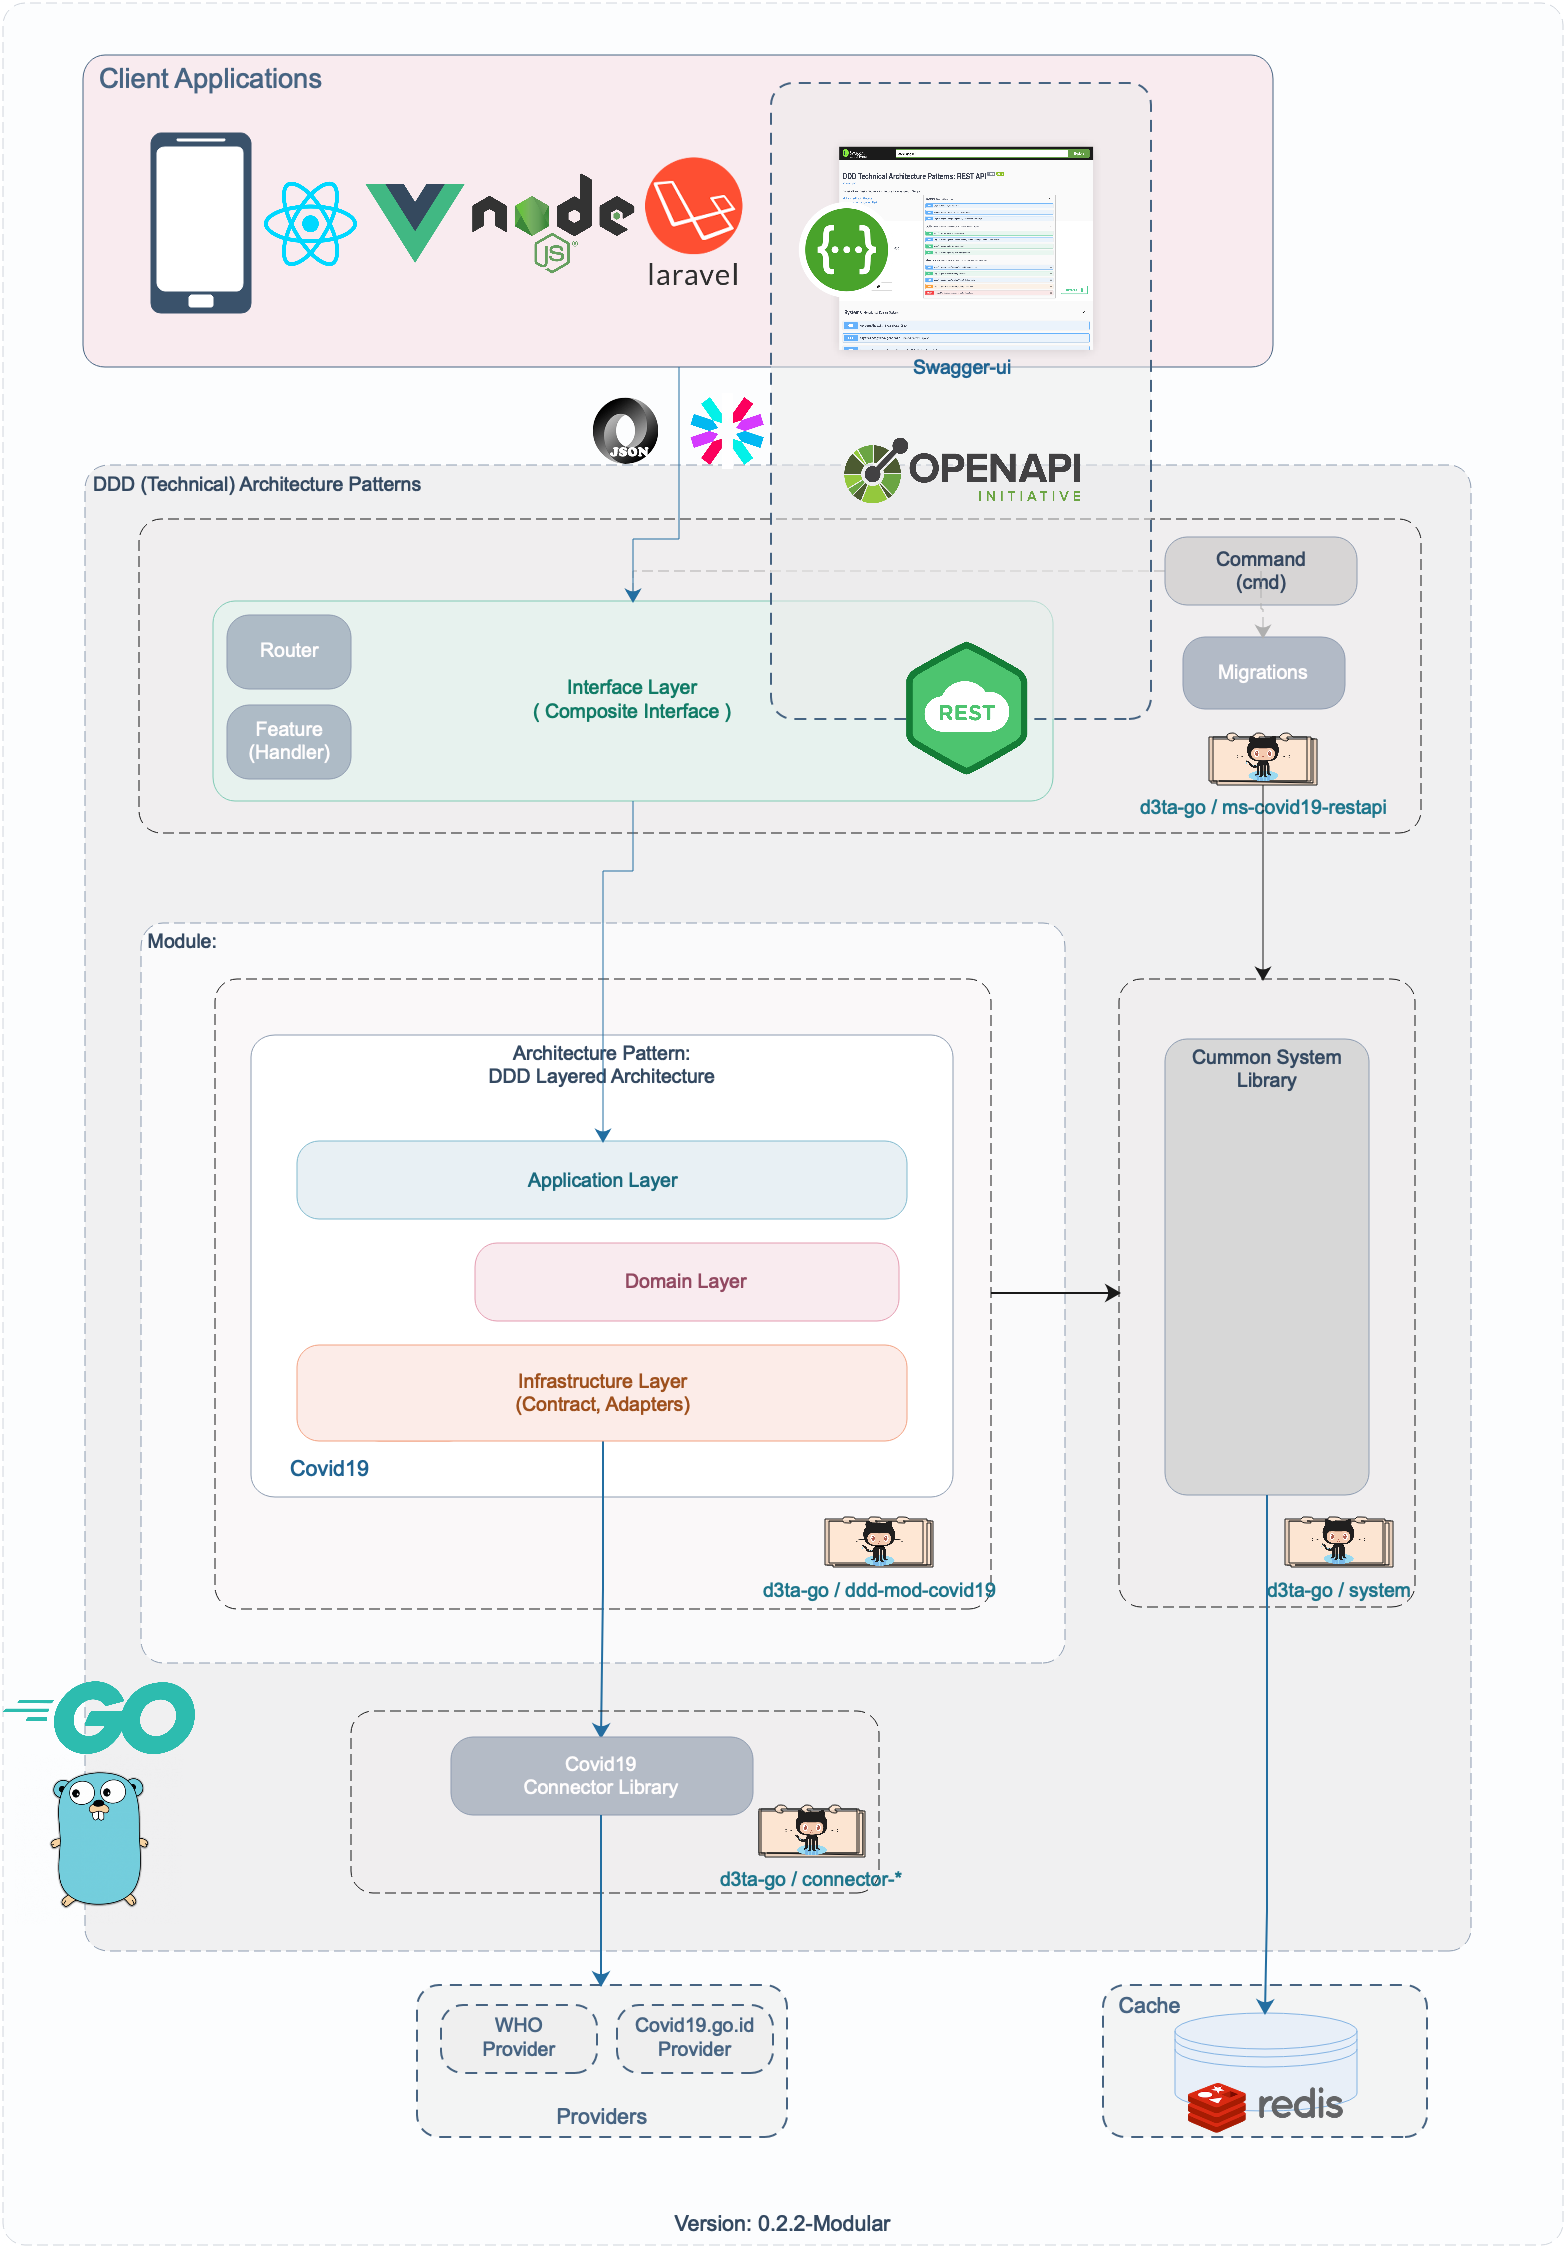 Client Applications
node
JS
laravel
DDD Technical Architecture Patterns: REST API
Swagger-ui
JSON
OPENAPI
INITIATIVE
DDD (Technical) Architecture Patterns
Command
(cmd)
Router
Migrations
Interface Layer
( Composite Interface )
REST
Feature
(Handler)
d3ta-go / ms-covid19-restapi
Module:
Architecture Pattern:
DDD Layered Architecture
Cummon System
Library
Application Layer
Domain Layer
Infrastructure Layer
(Contract, Adapters)
Covid19
d3ta-go / ddd-mod-covid19
d3ta-go / system
GO
Covid19
Connector Library
d3ta-go / connector-*
WHO
Provider
Covid19.go.id
Provider
Providers
Cache
redis
Version: 0.2.2-Modular